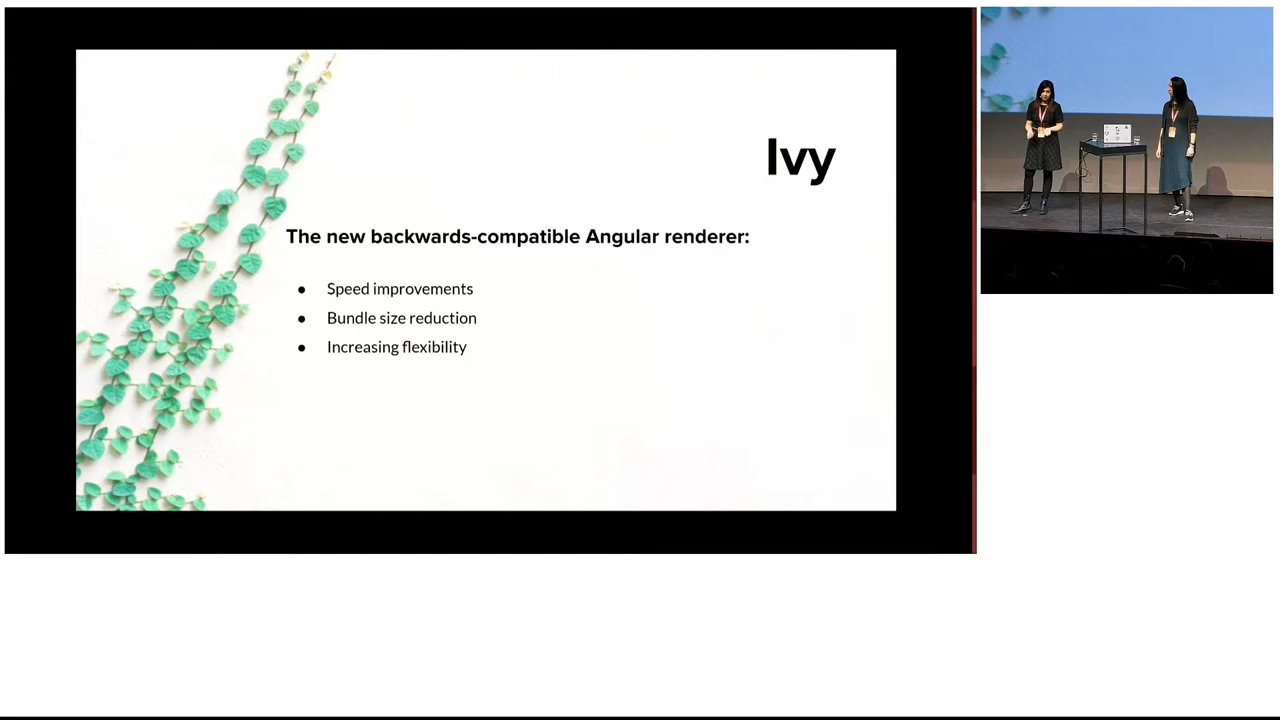 Ivy
The new backwards-compatible Angular renderer:
● Speed improvements
● Bundle size reduction
● Increasing flexibility